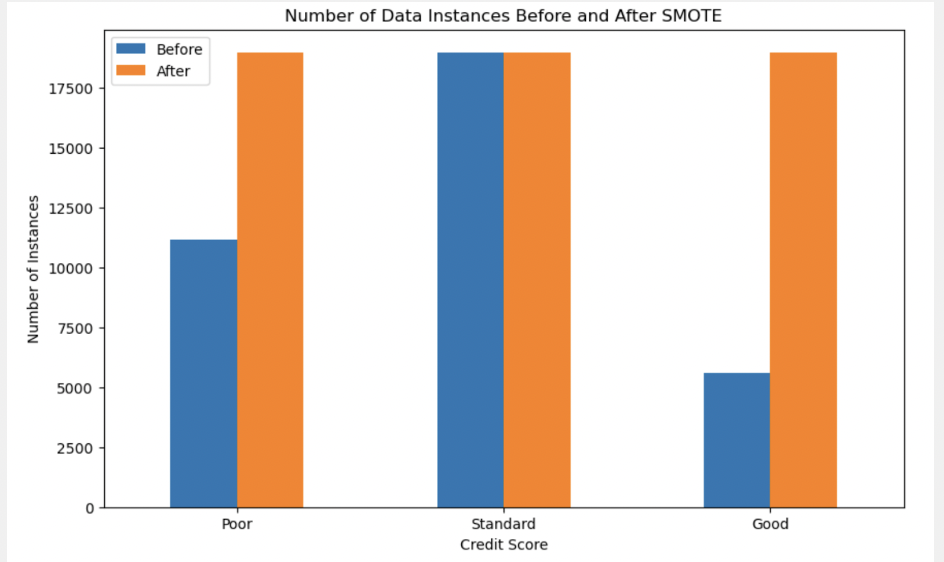 Number of Data Instances Before and After SMOTE
Before
After
17500
15000
12500
10000
7500
5000
2500
0
Number of Instances
Poor
Standard
Good
Credit Score